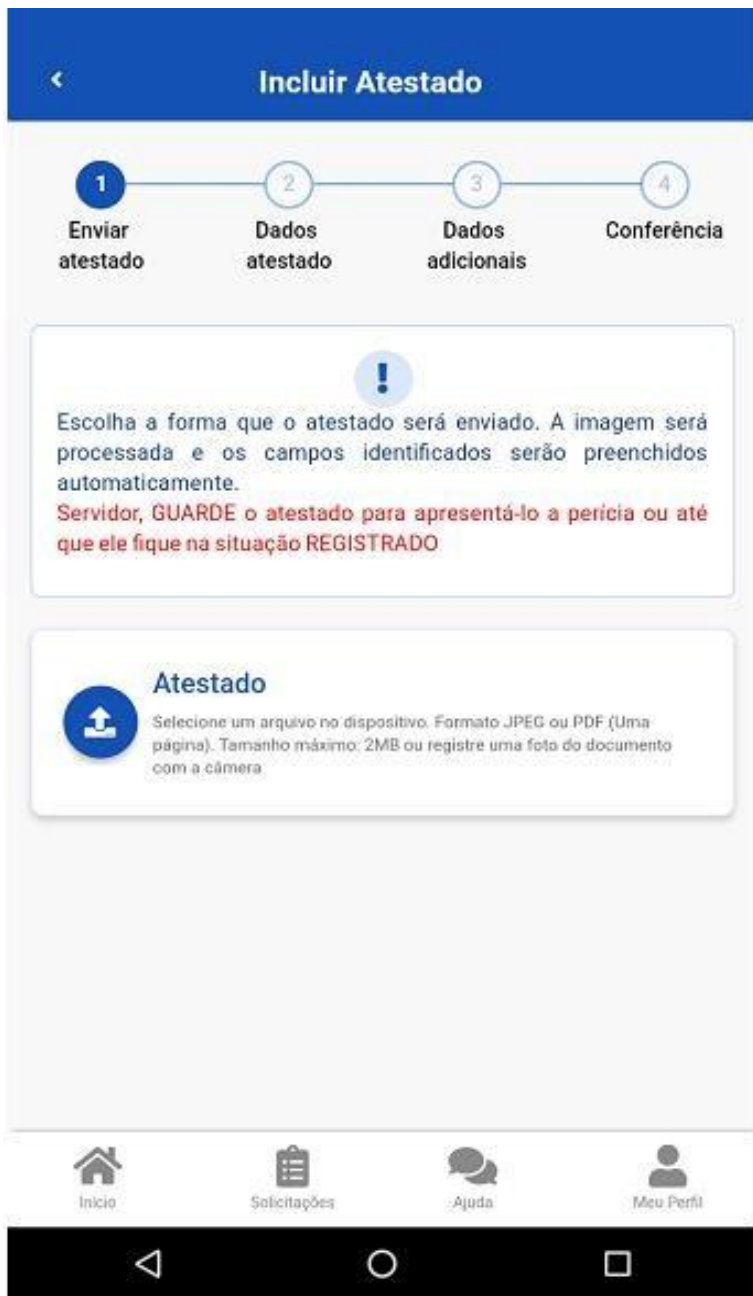 Incluir Atestado
1
2
3
4
Enviar
atestado
Dados
atestado
Dados
adicionais
Conferência
!
Escolha a forma que o atestado será enviado. A imagem será
processada e os campos identificados serão preenchidos
automaticamente.
Servidor, GUARDE o atestado para apresentá-lo a perícia ou até
que ele fique na situação REGISTRADO
Atestado
Selecione um arquivo no dispositivo. Formato JPEG ou PDF (Uma
página). Tamanho máximo: 2MB ou registre uma foto do documento
com a câmera
Início
Solicitações
Ajuda
Meu Perfil